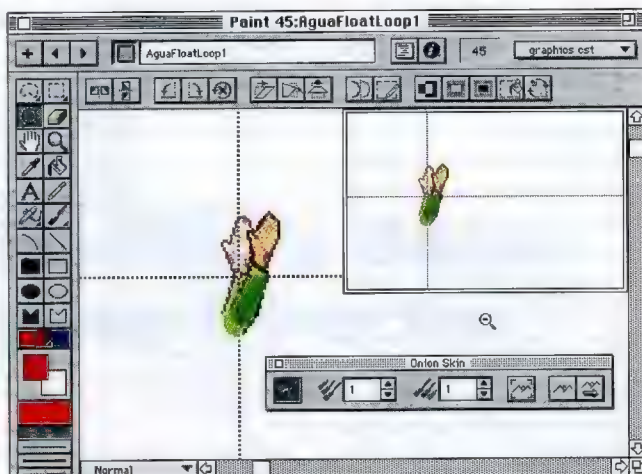 Paint 45:AguaFloatLoop1
AguaFloatLoop1
45
graphics cst
A
Onion Skin
1
1
Normal